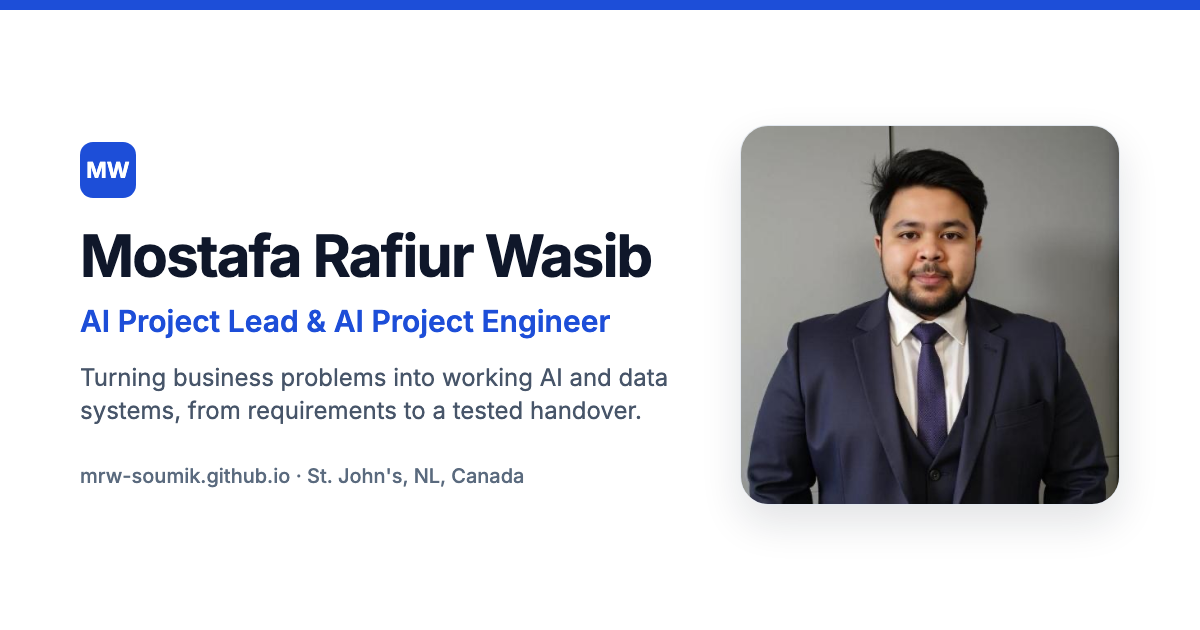 MW
Mostafa Rafiur Wasib
AI Project Lead & AI Project Engineer
Turning business problems into working AI and data
systems, from requirements to a tested handover.
mrw-soumik.github.io · St. John's, NL, Canada